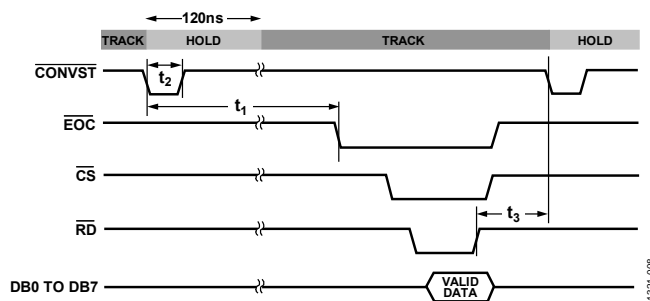 120ns
TRACK HOLD TRACK HOLD
CONVST
t2
t1
EOC
CS
RD
t3
DB0 TO DB7
VALID
DATA